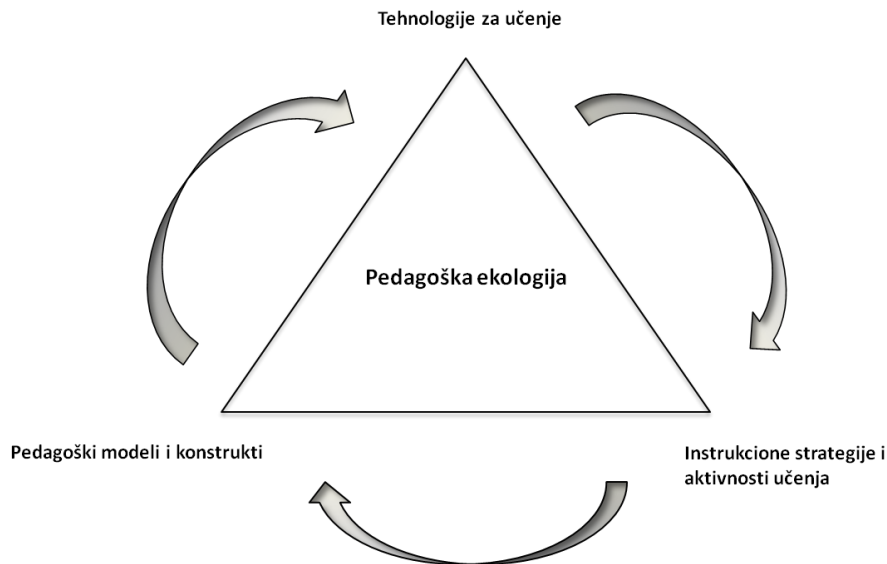 Tehnologije za učenje
Pedagoška ekologija
Pedagoški modeli i konstrukti
Instrukcione strategije i
aktivnosti učenja